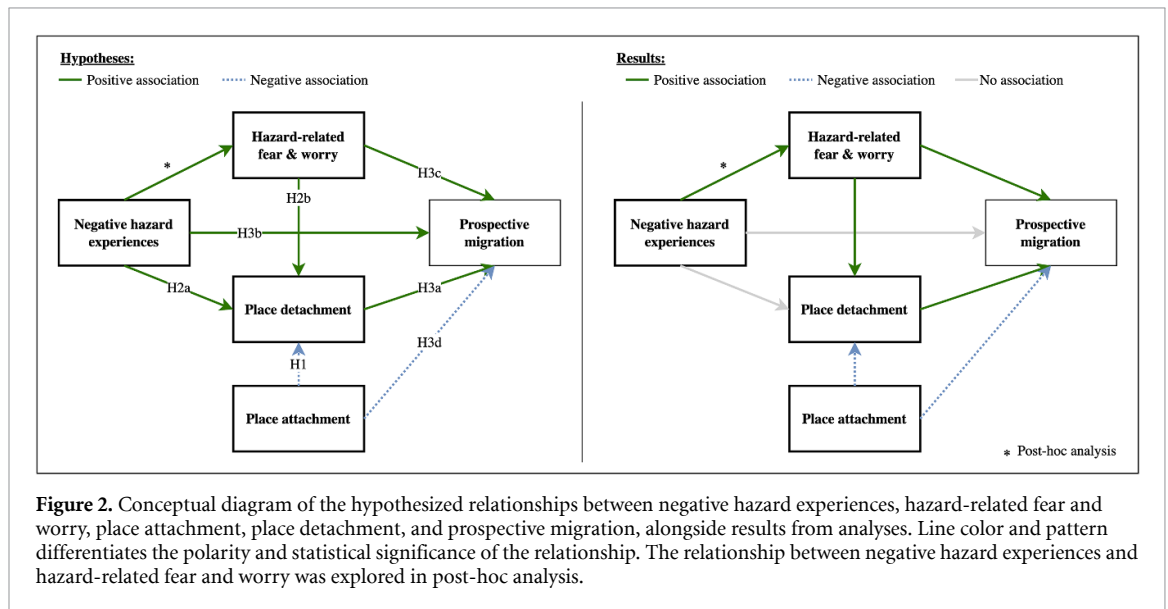 Hypotheses:
Positive association
Negative association
Hazard-related
fear & worry
*
H3c
H2b
Negative hazard
experiences
H3b
Prospective
migration
H2a
Place detachment
H3a
H3d
H1
Place attachment
Results:
Positive association
Negative association
No association
Hazard-related
fear & worry
*
Negative hazard
experiences
Prospective
migration
Place detachment
Place attachment
* Post-hoc analysis
Figure 2. Conceptual diagram of the hypothesized relationships between negative hazard experiences, hazard-related fear and
worry, place attachment, place detachment, and prospective migration, alongside results from analyses. Line color and pattern
differentiates the polarity and statistical significance of the relationship. The relationship between negative hazard experiences and
hazard-related fear and worry was explored in post-hoc analysis.